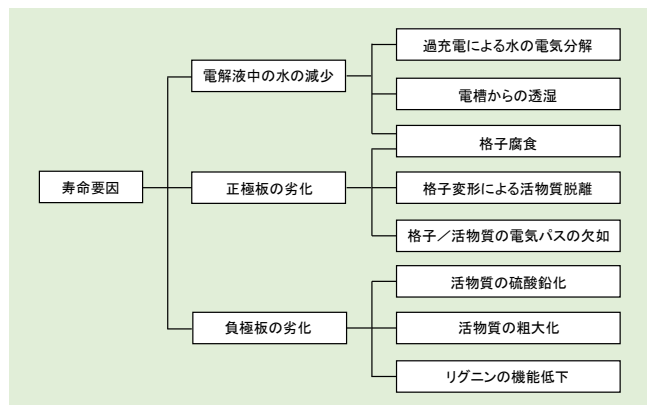 過充電による水の電気分解
電解液中の水の減少
電槽からの透湿
格子腐食
寿命要因
正極板の劣化
格子変形による活物質脱離
格子／活物質の電気パスの欠如
活物質の硫酸鉛化
負極板の劣化
活物質の粗大化
リグニンの機能低下